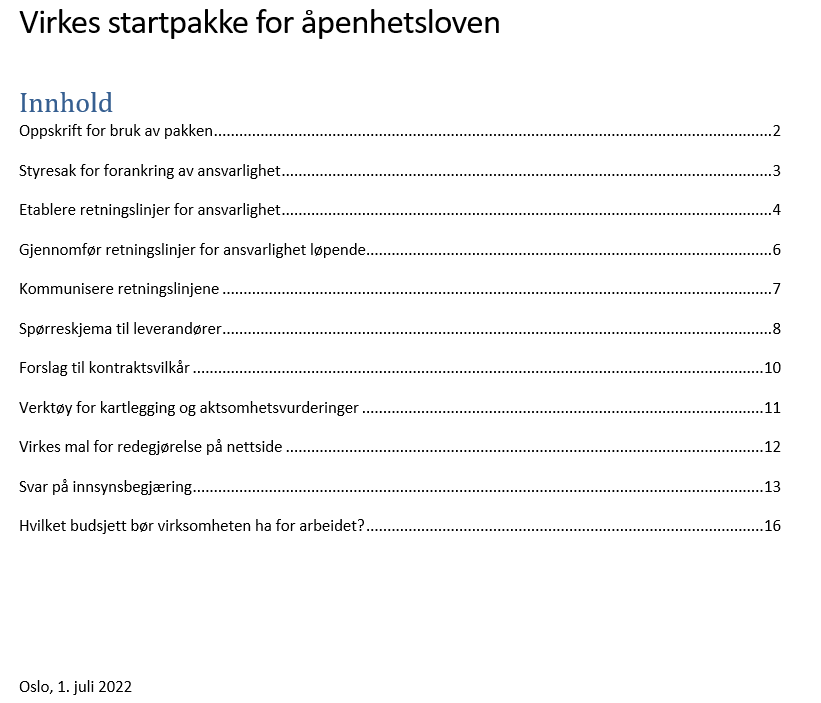 Virkes startpakke for åpenhetsloven
Innhold
Oppskrift for bruk av pakken....................................................................................................2
Styresak for forankring av ansvarlighet....................................................................................3
Etablere retningslinjer for ansvarlighet....................................................................................4
Gjennomfør retningslinjer for ansvarlighet løpende..................................................................6
Kommunisere retningslinjene ..................................................................................................7
Spørreskjema til leverandører..................................................................................................8
Forslag til kontraktsvilkår ......................................................................................................10
Verktøy for kartlegging og aktsomhetsvurderinger ..................................................................11
Virkes mal for redegjørelse på nettside ..................................................................................12
Svar på innsynsbegjæring......................................................................................................13
Hvilket budsjett bør virksomheten ha for arbeidet?..................................................................16
Oslo, 1. juli 2022